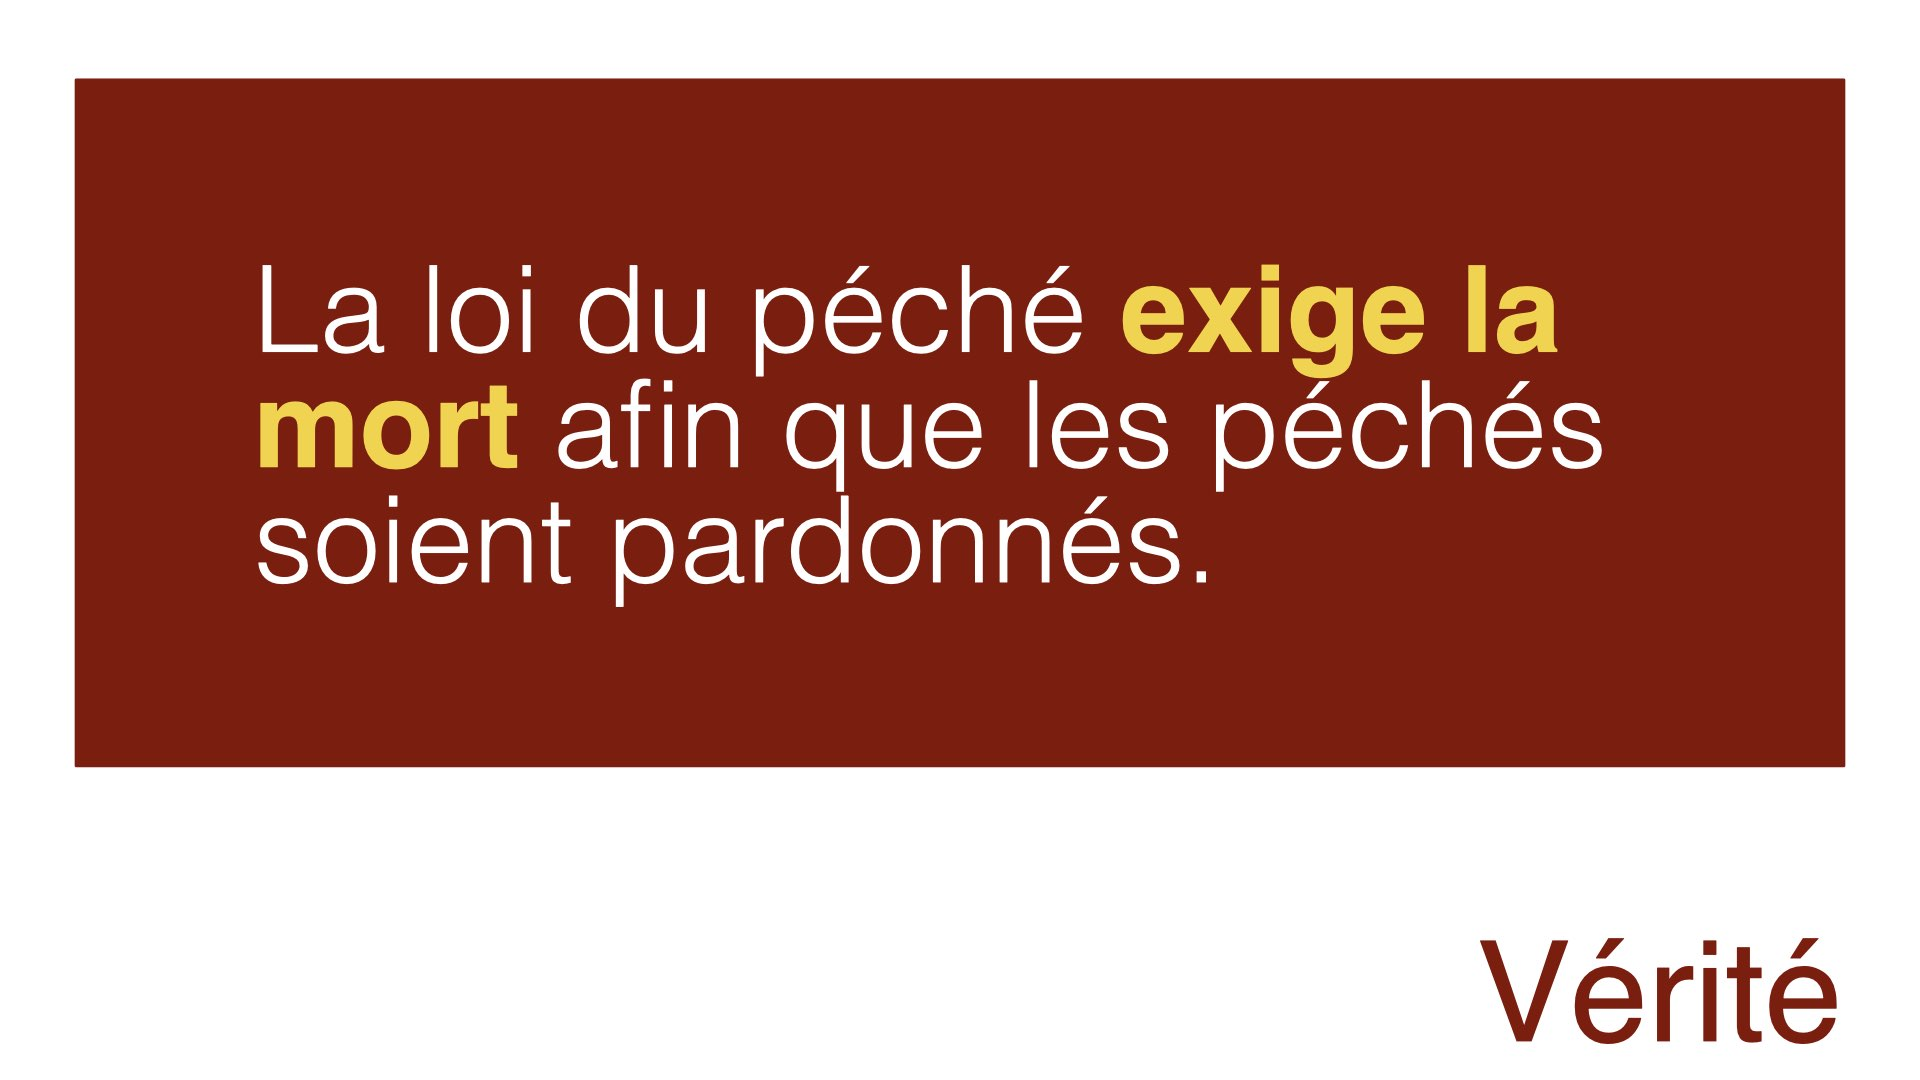 La loi du péché exige la
mort afin que les péchés
soient pardonnés.
Vérité